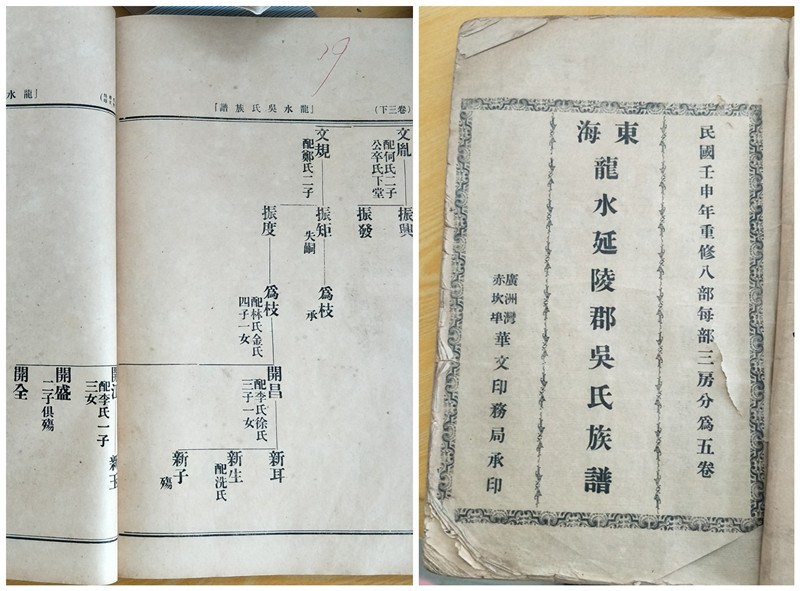 (卷三下)
『龍水吳氏族譜』
文胤
配何氏二子
公卒氏下堂
振興
振發
文規
配鄭氏二子
振矩
失嗣
爲枝
承
振度
爲枝
配林氏金氏
四子一女
開昌
配李氏徐氏
三子一女
新耳
新生
配冼氏
新子
殤
配李氏一子
三女
新玉
開盛
二子俱殤
開全
龍水
民國壬申年重修八部每部三房分爲五卷
東海
龍水延陵郡吳氏族譜
廣洲灣
赤坎埠
華文印務局承印